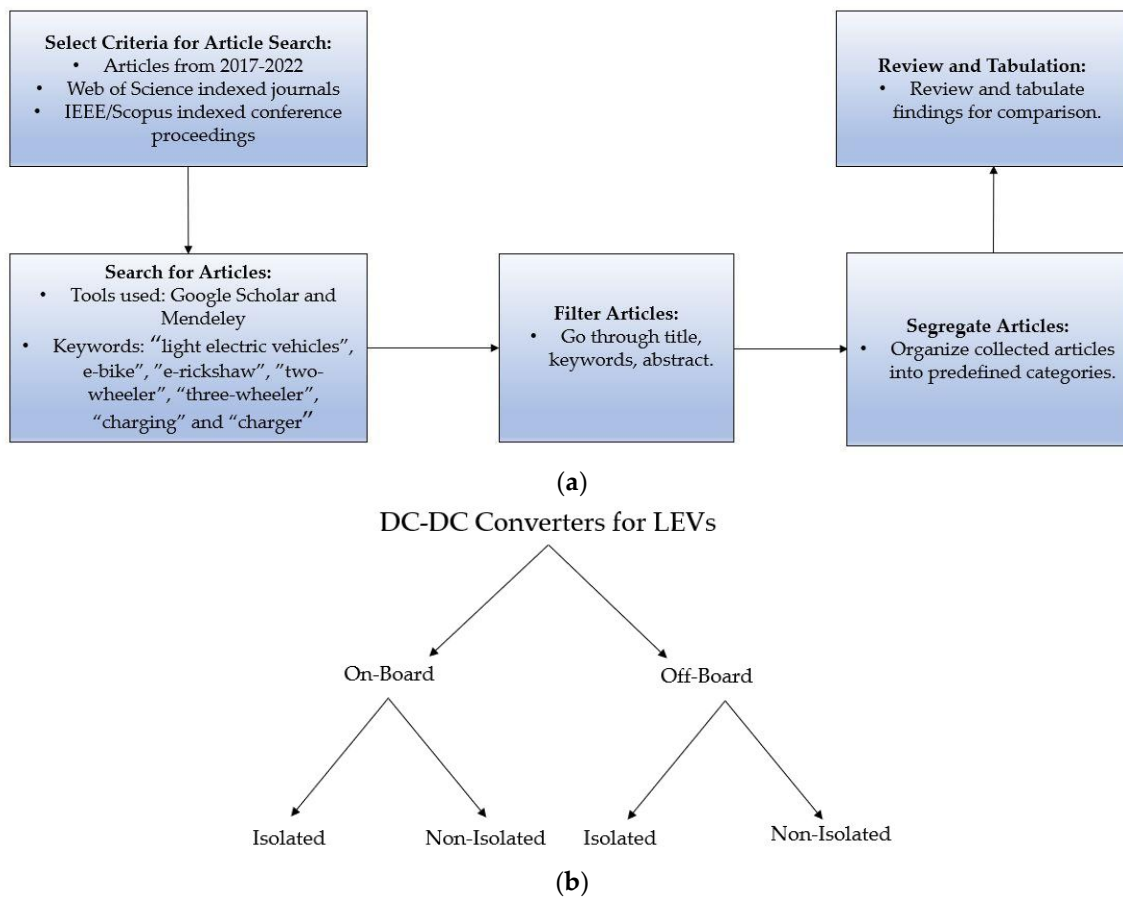 Select Criteria for Article Search:
• Articles from 2017-2022
• Web of Science indexed journals
• IEEE/Scopus indexed conference
proceedings
Search for Articles:
• Tools used: Google Scholar and
Mendeley
• Keywords: “light electric vehicles”,
e-bike”, ”e-rickshaw”, ”two-
wheeler”, “three-wheeler”,
“charging” and “charger”
Filter Articles:
• Go through title,
keywords, abstract.
Segregate Articles:
• Organize collected articles
into predefined categories.
Review and Tabulation:
• Review and tabulate
findings for comparison.
(a)
DC-DC Converters for LEVs
On-Board
Off-Board
Isolated
Non-Isolated
Isolated
Non-Isolated
(b)